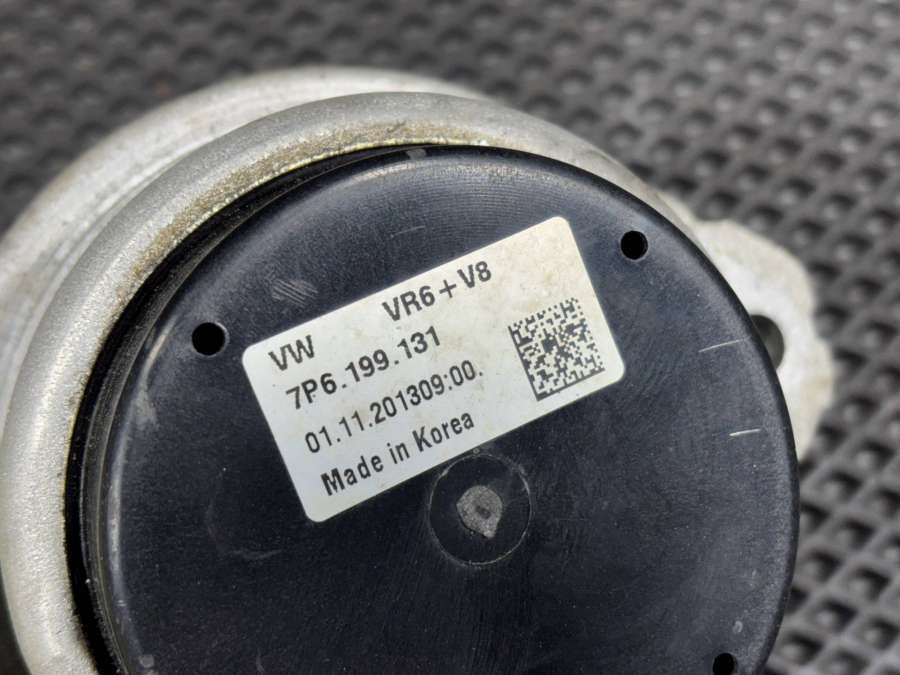 VW VR6+V8
7P6.199.131
01.11.201309:00.
Made in Korea